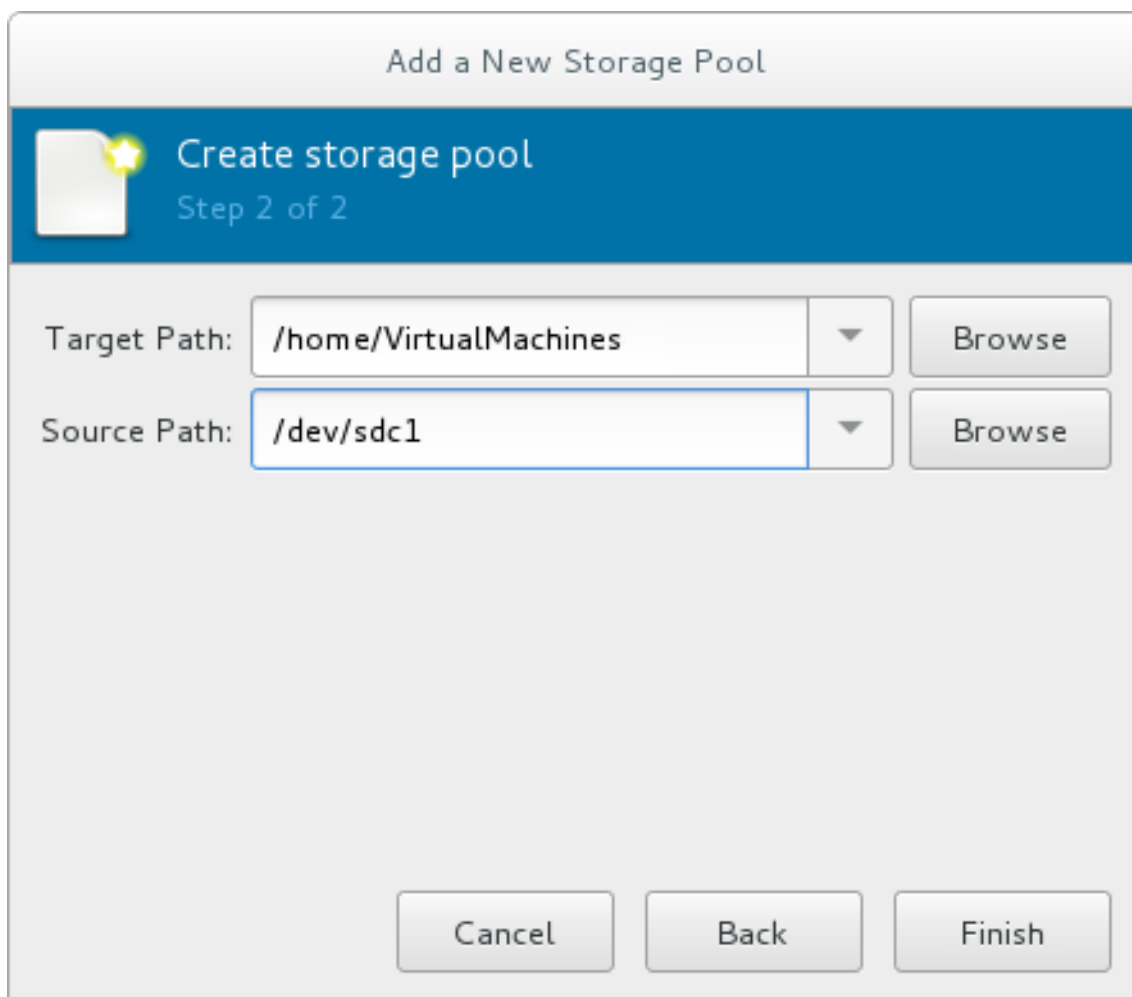 Add a New Storage Pool
Create storage pool
Step 2 of 2
Target Path: /home/VirtualMachines Browse
Source Path: /dev/sdc1 Browse
Cancel Back Finish